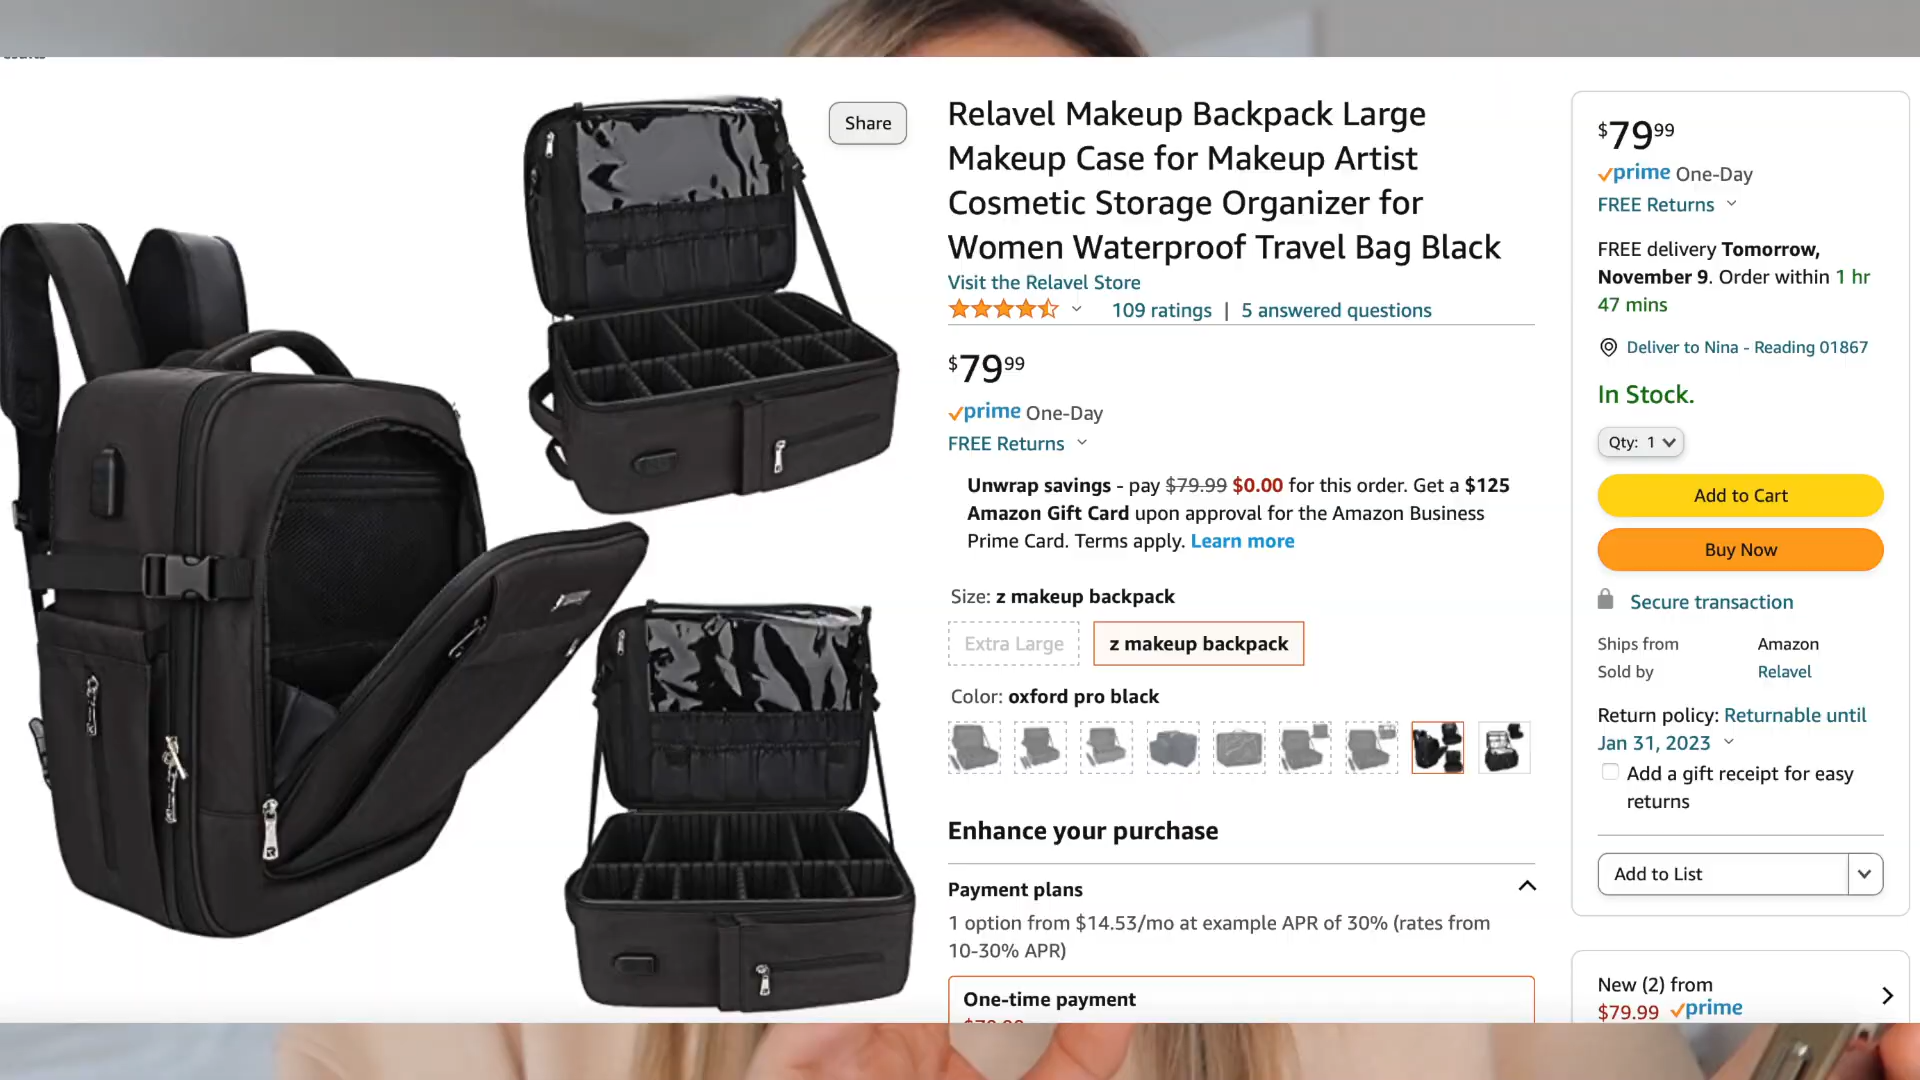 Share
Relavel Makeup Backpack Large
Makeup Case for Makeup Artist
Cosmetic Storage Organizer for
Women Waterproof Travel Bag Black
Visit the Relavel Store
109 ratings | 5 answered questions
$79 99
prime One-Day
FREE Returns
Unwrap savings - pay $79.99 $0.00 for this order. Get a $125
Amazon Gift Card upon approval for the Amazon Business
Prime Card. Terms apply. Learn more
Size: z makeup backpack
Extra Large
z makeup backpack
Color: oxford pro black
Enhance your purchase
Payment plans
1 option from $14.53/mo at example APR of 30% (rates from
10-30% APR)
One-time payment
$79 99
prime One-Day
FREE Returns
FREE delivery Tomorrow,
November 9. Order within 1 hr
47 mins
Deliver to Nina - Reading 01867
In Stock.
Qty: 1
Add to Cart
Buy Now
Secure transaction
Ships from Amazon
Sold by Relavel
Return policy: Returnable until
Jan 31, 2023
Add a gift receipt for easy
returns
Add to List
New (2) from
$79.99 prime